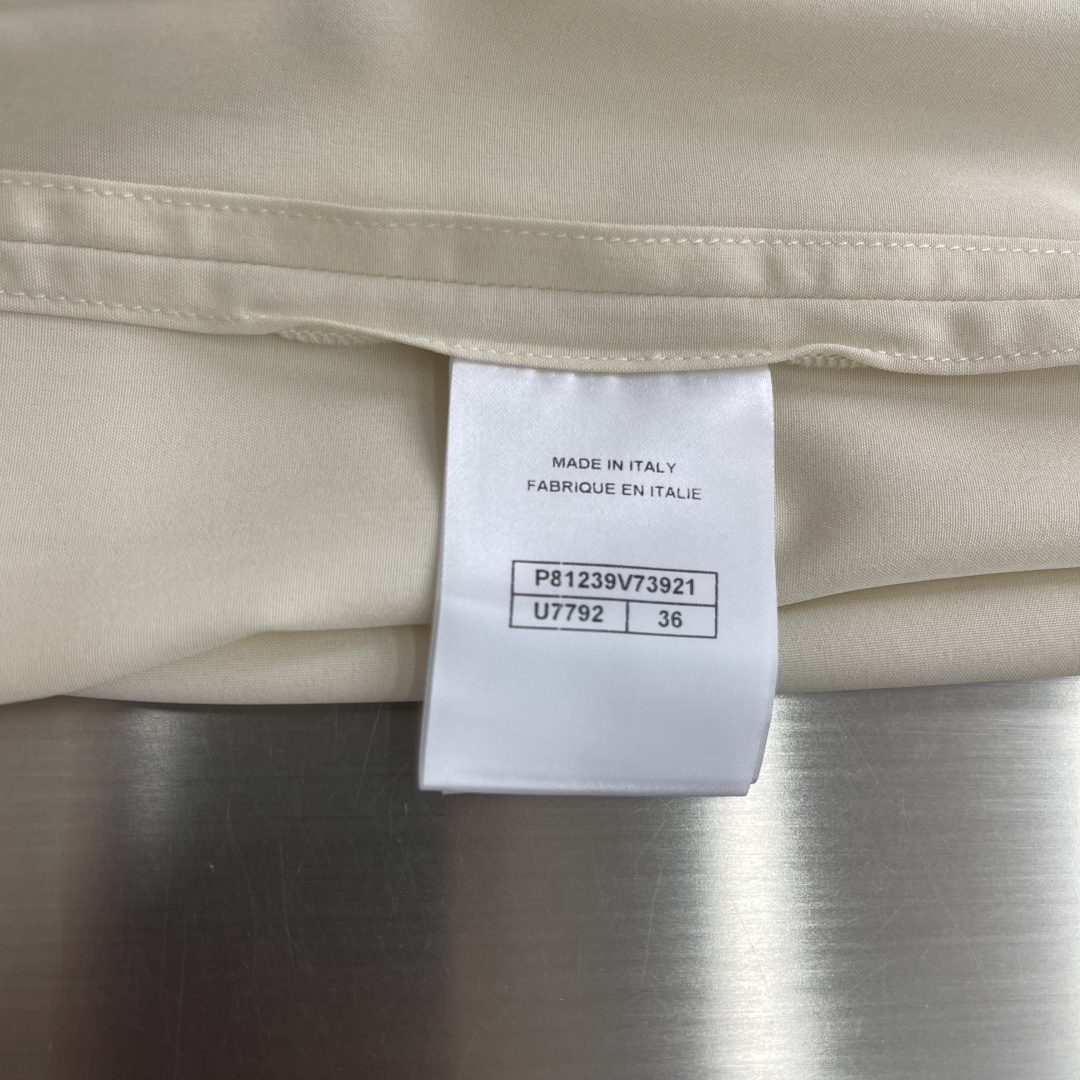 MADE IN ITALY
FABRIQUE EN ITALIE
P81239V73921
U7792 36